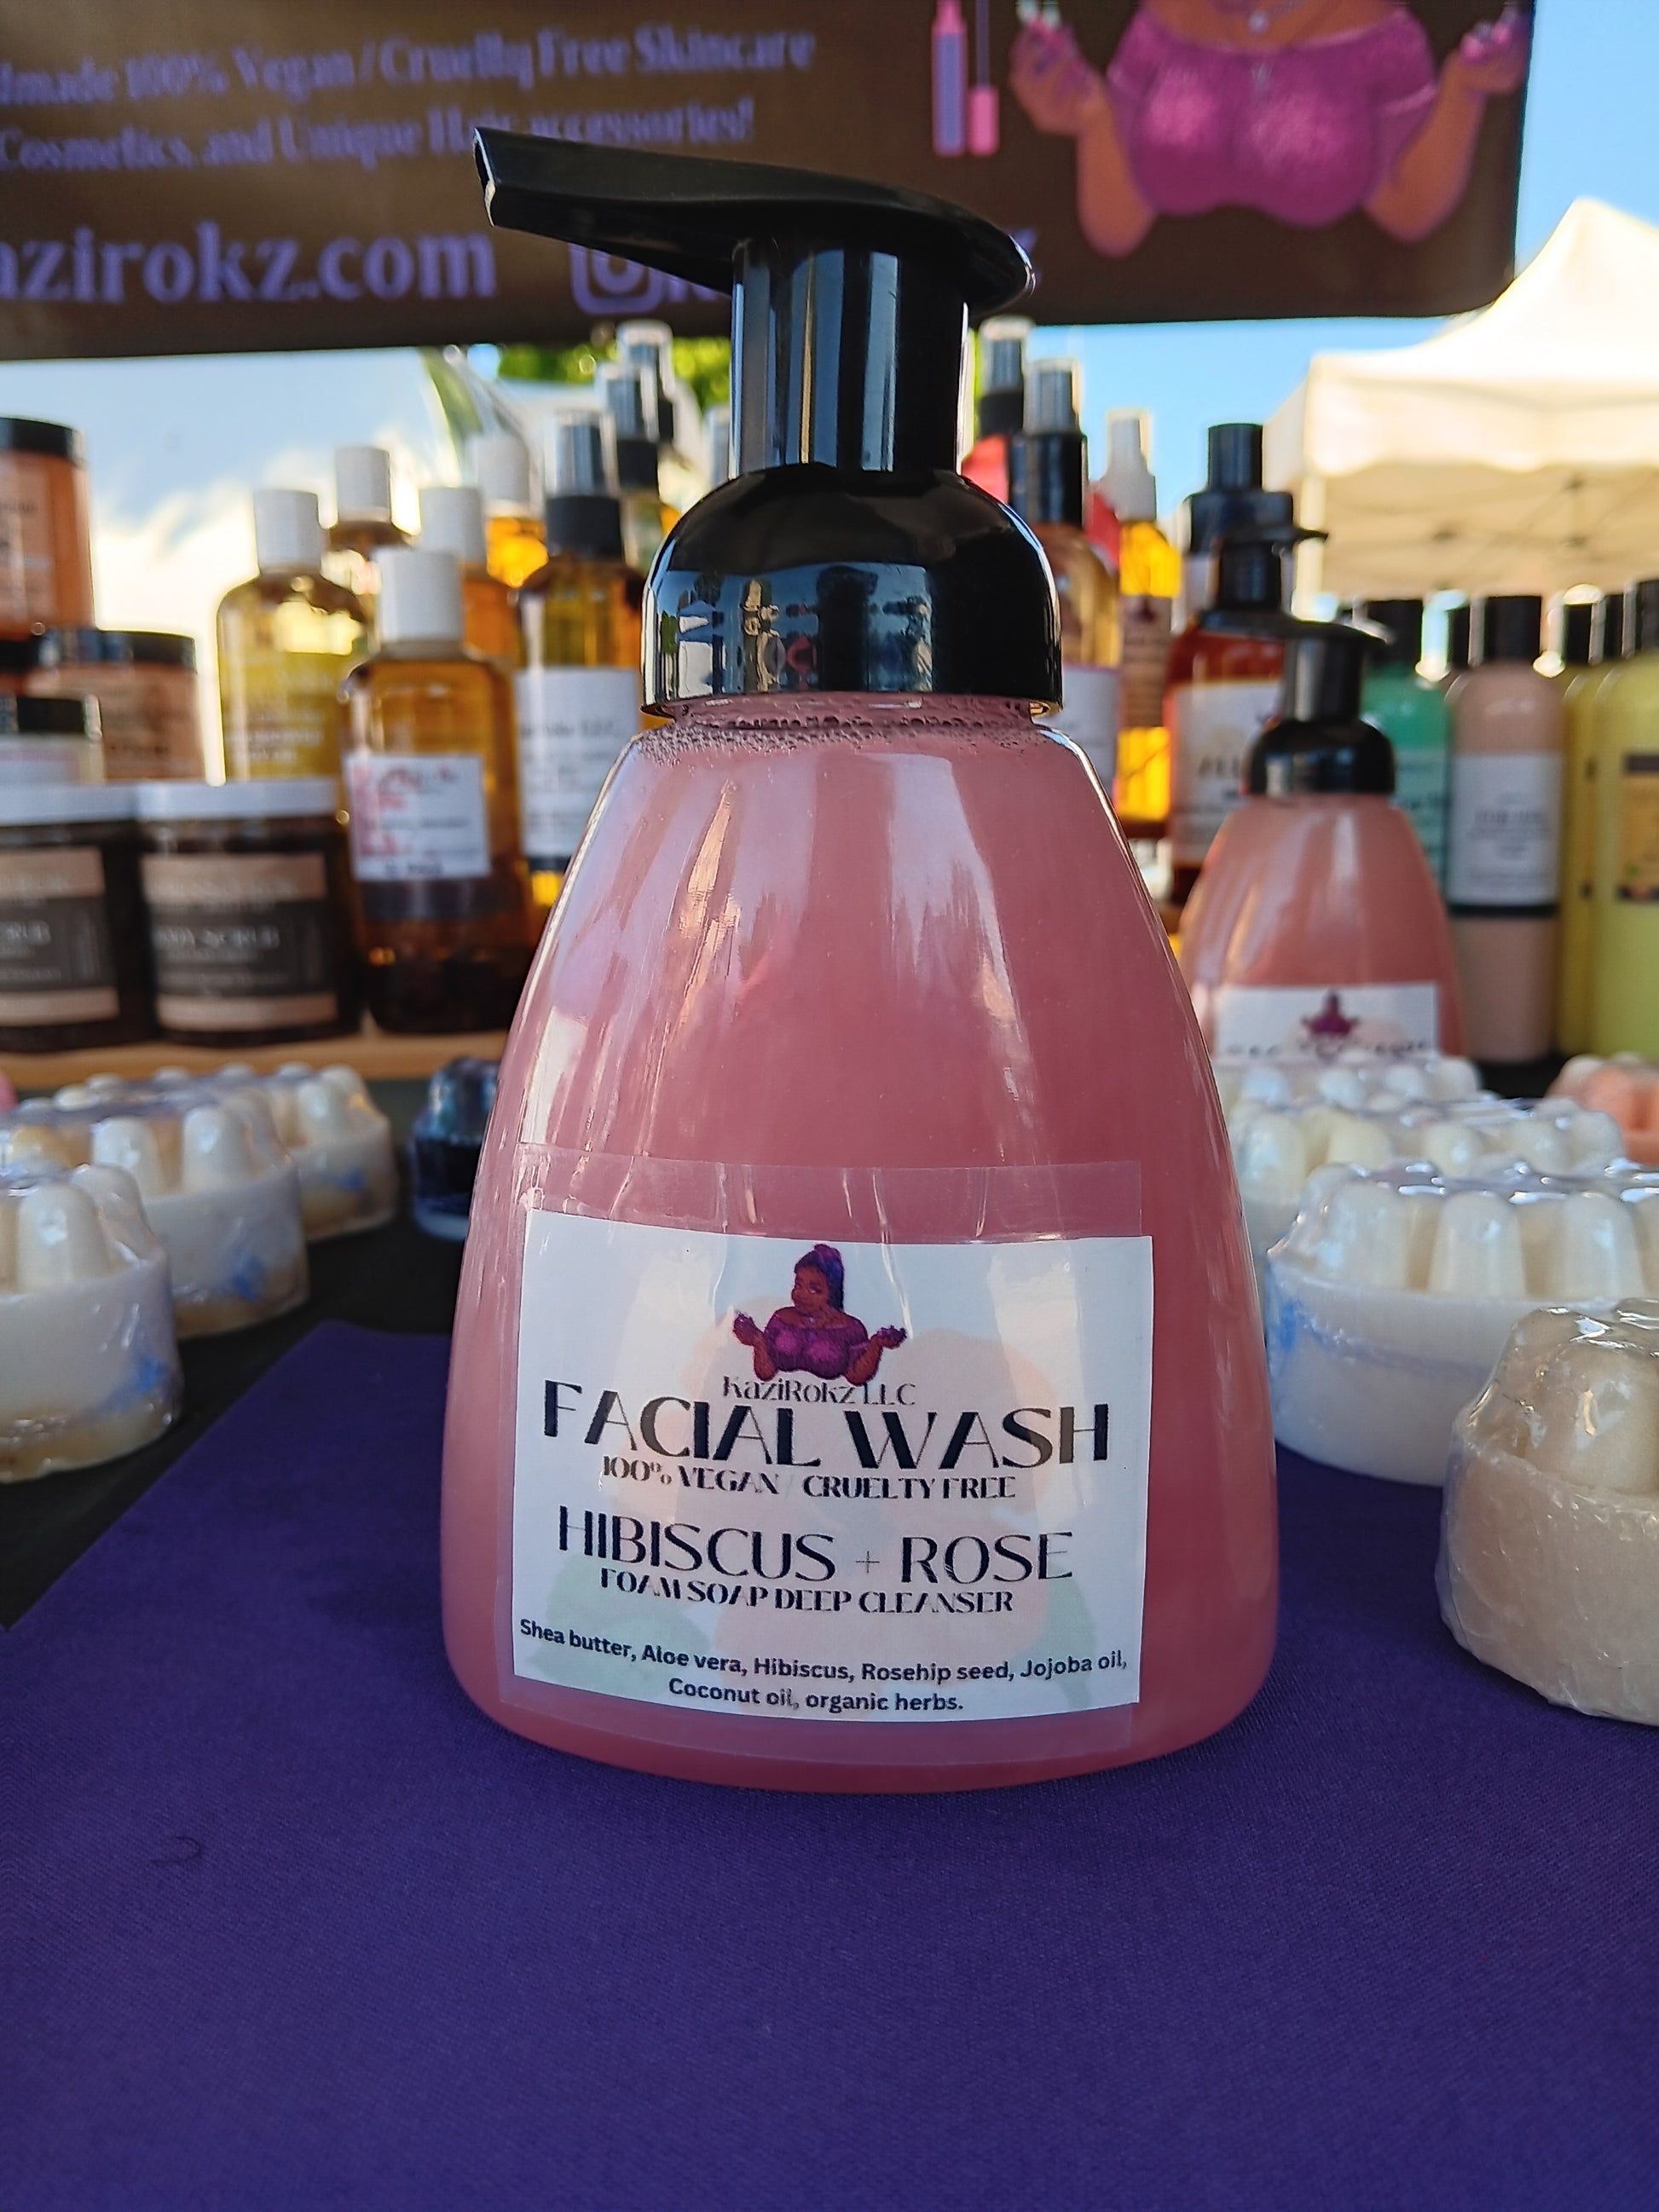 100% Vegan / Cruelty Free Skincare
Cosmetics, and Unique Hair accessories!
azirokz.com
KaziRokz LLC
FACIAL WASH
100% VEGAN / CRUELTY FREE
HIBISCUS + ROSE
FOAM SOAP DEEP CLEANSER
Shea butter, Aloe vera, Hibiscus, Rosehip seed, Jojoba oil,
Coconut oil, organic herbs.